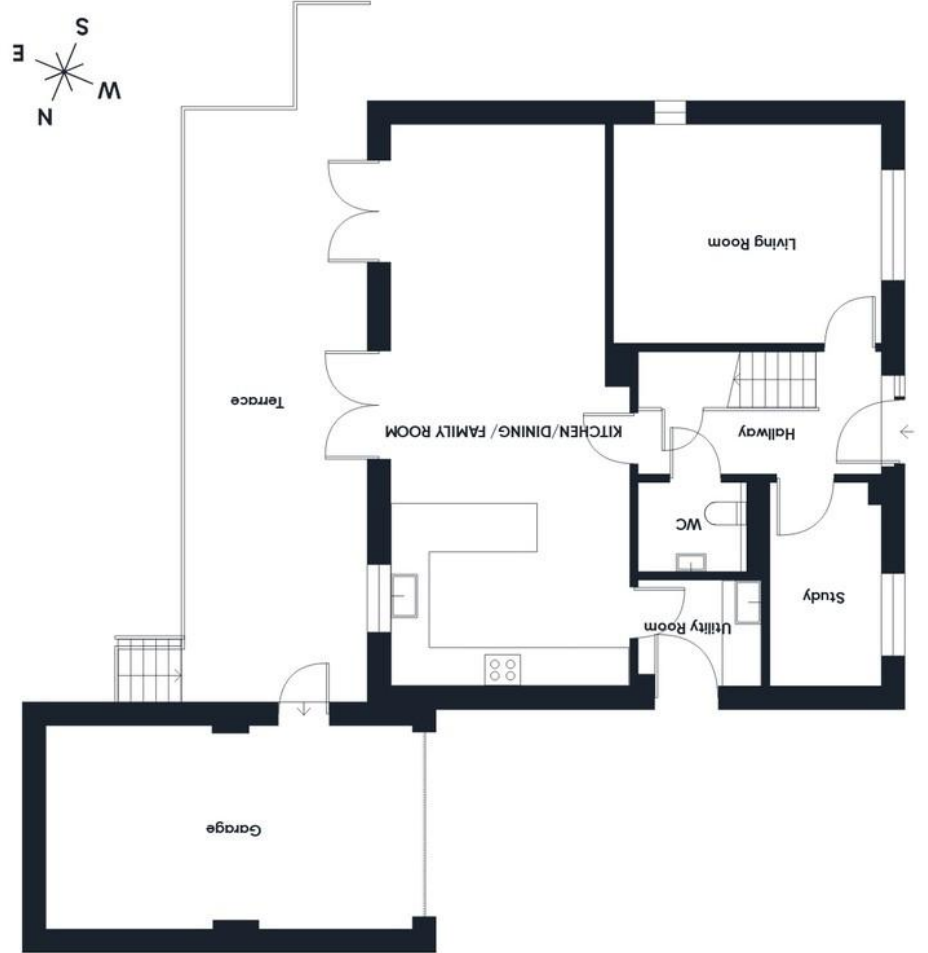 Garage
Utility Room
Study
WC
KITCHEN/DINING/ FAMILY ROOM
Hallway
Terrace
Living Room
N
W
E
S